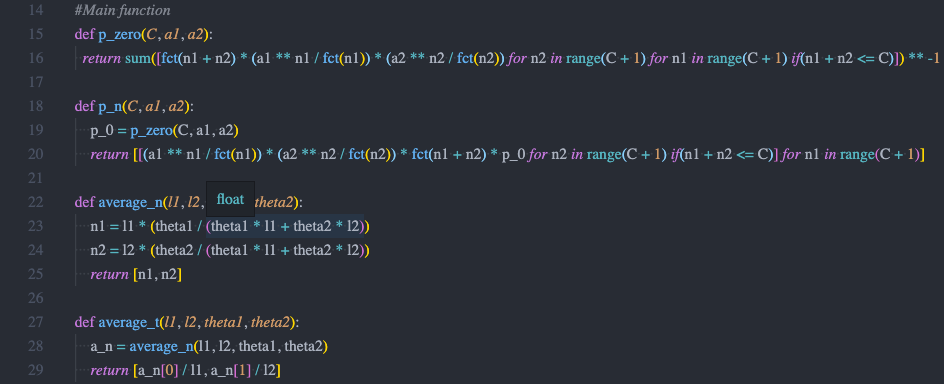 14 #Main function
15 def p_zero(C, a1, a2):
16 return sum([fct(n1 + n2) * (a1 ** n1 / fct(n1)) * (a2 ** n2 / fct(n2)) for n2 in range(C + 1) for n1 in range(C + 1) if(n1 + n2 <= C)]) ** -1
17
18 def p_n(C, a1, a2):
19 p_0 = p_zero(C, a1, a2)
20 return [[(a1 ** n1 / fct(n1)) * (a2 ** n2 / fct(n2)) * fct(n1 + n2) * p_0 for n2 in range(C + 1) if(n1 + n2 <= C)] for n1 in range(C + 1)]
21
22 def average_n(l1, l2, float theta2):
23 n1 = l1 * (theta1 / (theta1 * l1 + theta2 * l2))
24 n2 = l2 * (theta2 / (theta1 * l1 + theta2 * l2))
25 return [n1, n2]
26
27 def average_t(l1, l2, theta1, theta2):
28 a_n = average_n(l1, l2, theta1, theta2)
29 return [a_n[0] / l1, a_n[1] / l2]